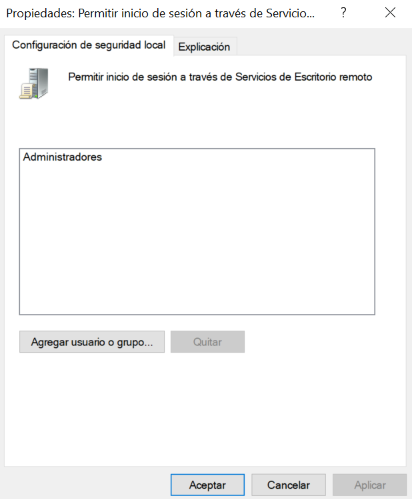 Propiedades: Permitir inicio de sesión a través de Servicio... ?
Configuración de seguridad local Explicación
Permitir inicio de sesión a través de Servicios de Escritorio remoto
Administradores
Agregar usuario o grupo... Quitar
Aceptar Cancelar Aplicar